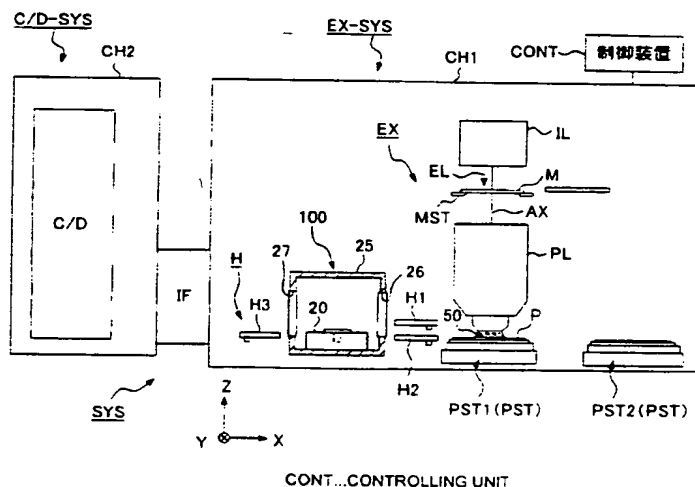 C/D-SYS
CH2
EX-SYS
CH1
CONT
制御装置
IL
EX
EL
M
MST
AX
C/D
100
25
PL
H
27
26
IF
H3
20
H1
50
P
H2
SYS
Z
Y
X
PST1(PST)
PST2(PST)
CONT...CONTROLLING UNIT